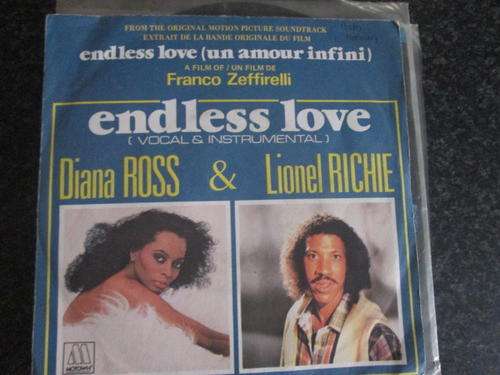 FROM THE ORIGINAL MOTION PICTURE SOUNDTRACK
EXTRAIT DE LA BANDE ORIGINALE DU FILM
endless love (un amour infini)
A FILM OF / UN FILM DE
Franco Zeffirelli
endless love
[ VOCAL & INSTRUMENTAL ]
Diana ROSS & Lionel RICHIE
MOTOWN